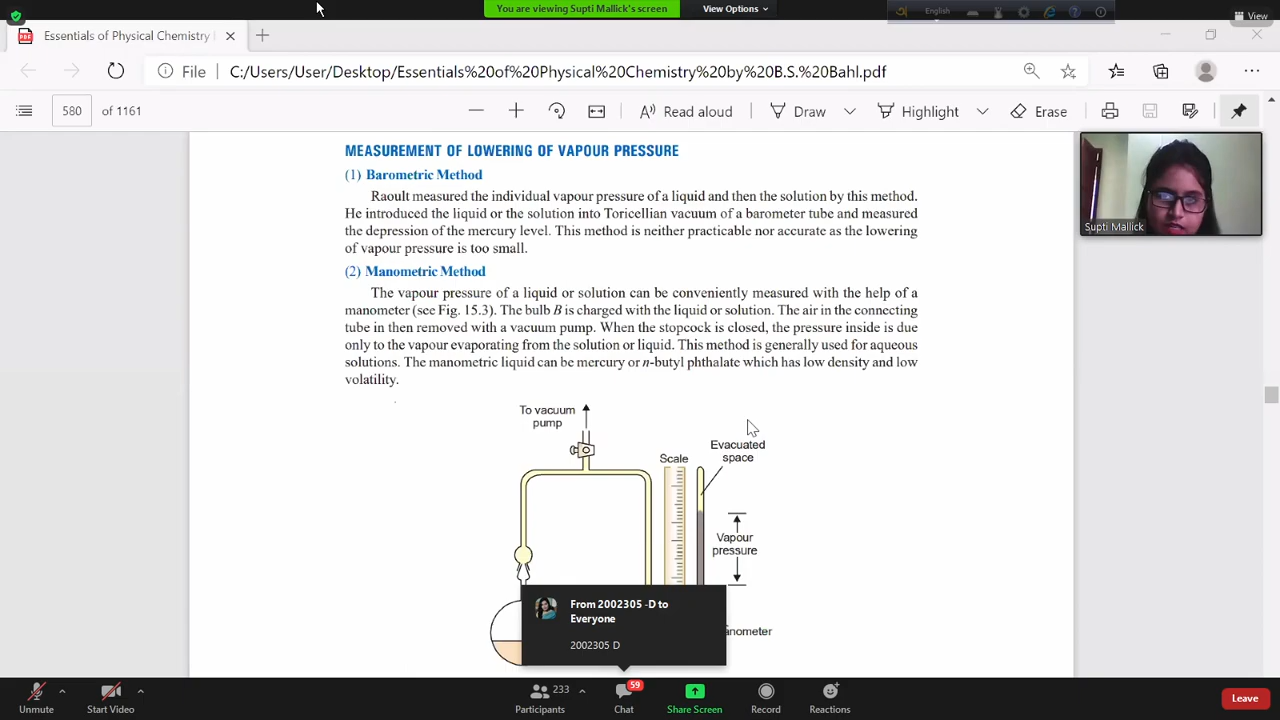 You are viewing Supti Mallick's screen
View Options
English
View
Essentials of Physical Chemistry
File
C:/Users/User/Desktop/Essentials%20of%20Physical%20Chemistry%20by%20B.S.%20Bahl.pdf
580 of 1161
Read aloud
Draw
Highlight
Erase
MEASUREMENT OF LOWERING OF VAPOUR PRESSURE
(1) Barometric Method
Raoult measured the individual vapour pressure of a liquid and then the solution by this method.
He introduced the liquid or the solution into Toricellian vacuum of a barometer tube and measured
the depression of the mercury level. This method is neither practicable nor accurate as the lowering
of vapour pressure is too small.
(2) Manometric Method
The vapour pressure of a liquid or solution can be conveniently measured with the help of a
manometer (see Fig. 15.3). The bulb B is charged with the liquid or solution. The air in the connecting
tube in then removed with a vacuum pump. When the stopcock is closed, the pressure inside is due
only to the vapour evaporating from the solution or liquid. This method is generally used for aqueous
solutions. The manometric liquid can be mercury or n-butyl phthalate which has low density and low
volatility.
To vacuum
pump
Evacuated
space
Scale
Vapour
pressure
anometer
Supti Mallick
From 2002305 -D to
Everyone
2002305 D
Unmute
Start Video
233
Participants
59
Chat
Share Screen
Record
Reactions
Leave